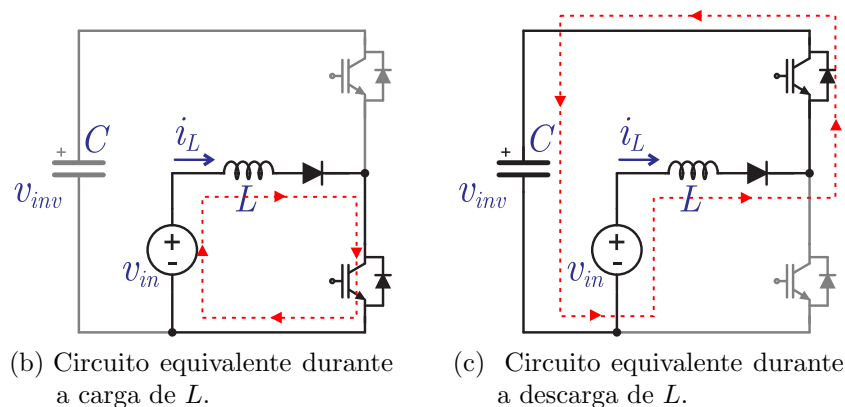 i_L
C
+
v_inv
L
+
-
v_in
(b) Circuito equivalente durante
a carga de L.
i_L
C
+
v_inv
L
+
-
v_in
(c) Circuito equivalente durante
a descarga de L.